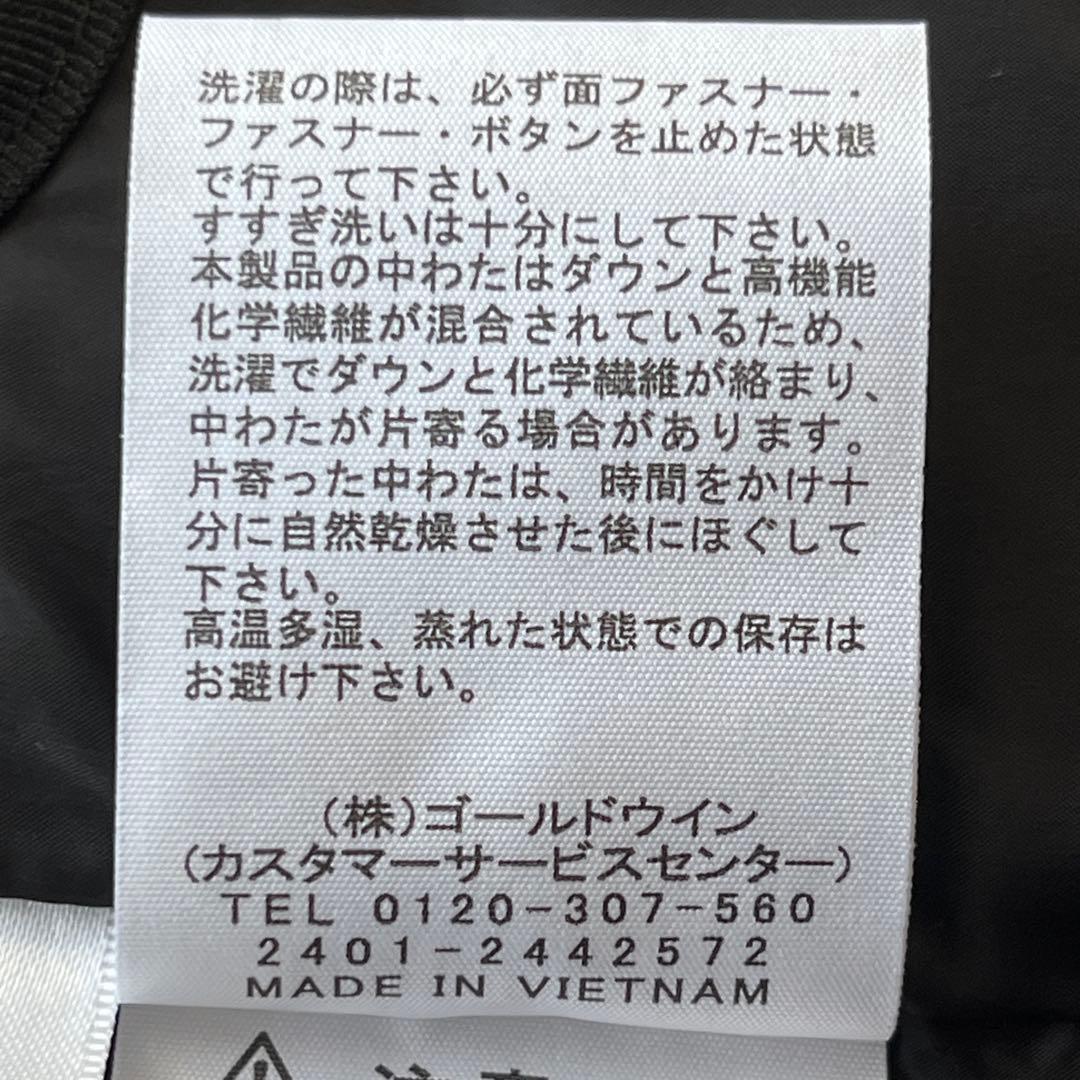 洗濯の際は、必ず面ファスナー・
ファスナー・ボタンを止めた状態
で行って下さい。
すすぎ洗いは十分にして下さい。
本製品の中わたはダウンと高機能
化学繊維が混合されているため、
洗濯でダウンと化学繊維が絡まり、
中わたが片寄る場合があります。
片寄った中わたは、時間をかけ十
分に自然乾燥させた後にほぐして
下さい。
高温多湿、蒸れた状態での保存は
お避け下さい。
(株)ゴールドウイン
(カスタマーサービスセンター)
TEL 0120-307-560
2401-2442572
MADE IN VIETNAM